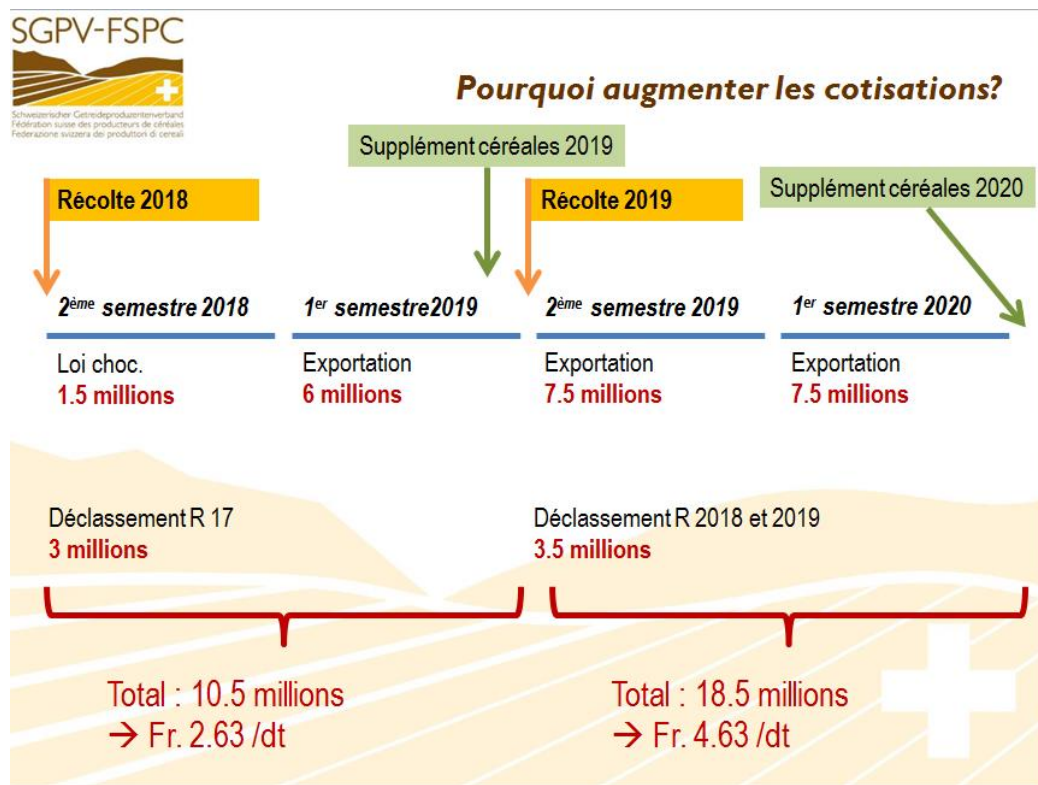 SGPV-FSPC
Schweizerischer Getreideproduzentenverband
Fédération suisse des producteurs de céréales
Federazione svizzera dei produttori di cereali
Pourquoi augmenter les cotisations?
Supplément céréales 2019
Récolte 2018
Récolte 2019
Supplément céréales 2020
2ème semestre 2018
1er semestre2019
2ème semestre 2019
1er semestre 2020
Loi choc.
1.5 millions
Exportation
6 millions
Exportation
7.5 millions
Exportation
7.5 millions
Déclassement R 17
3 millions
Déclassement R 2018 et 2019
3.5 millions
Total : 10.5 millions
→ Fr. 2.63 /dt
Total : 18.5 millions
→ Fr. 4.63 /dt